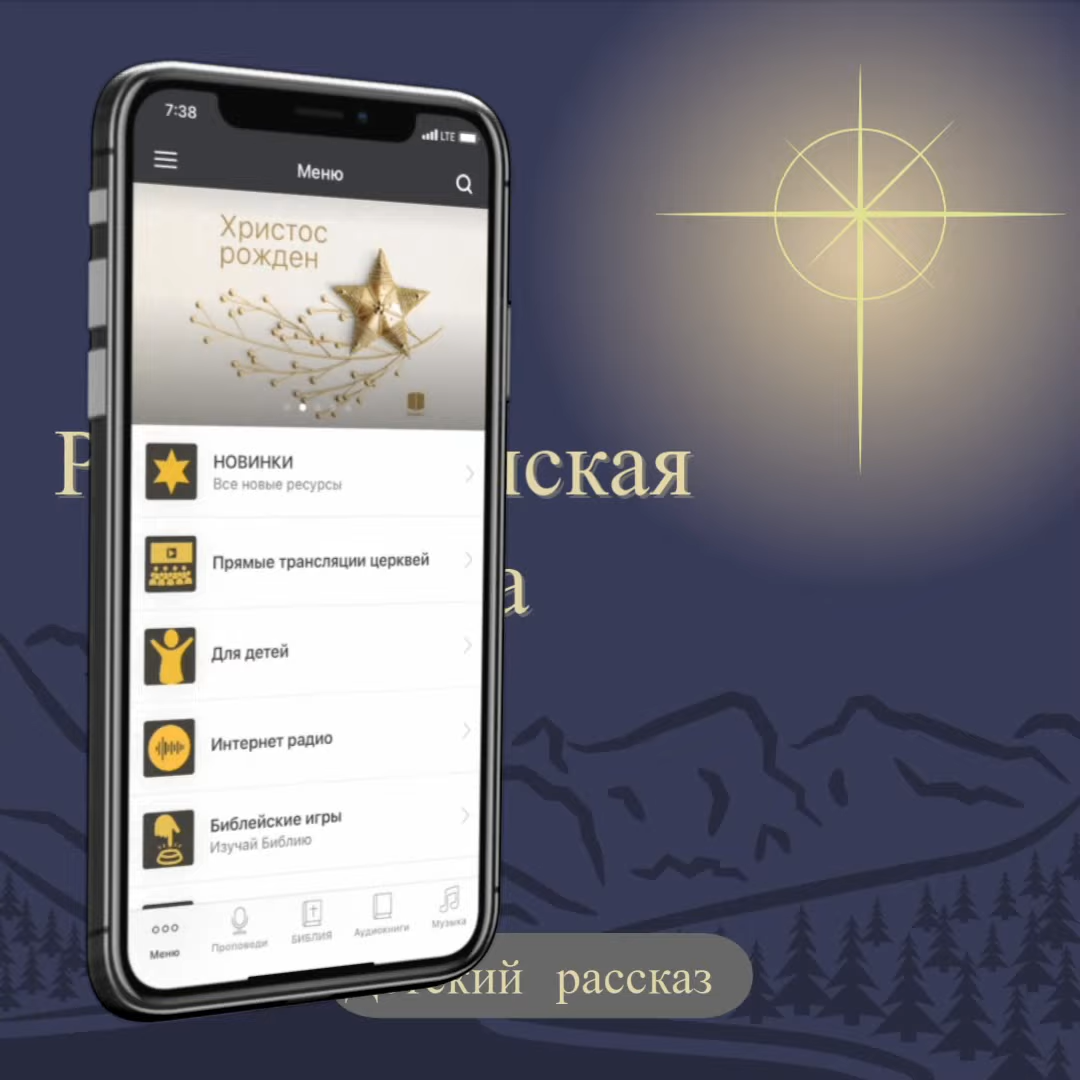 7:38
LTE
Меню
Христос
рожден
НОВИНКИ
Все новые ресурсы
Прямые трансляции церквей
Для детей
Интернет радио
Библейские игры
Изучай Библию
Меню
Проповеди
БИБЛИЯ
Аудиокниги
Музыка
рассказ